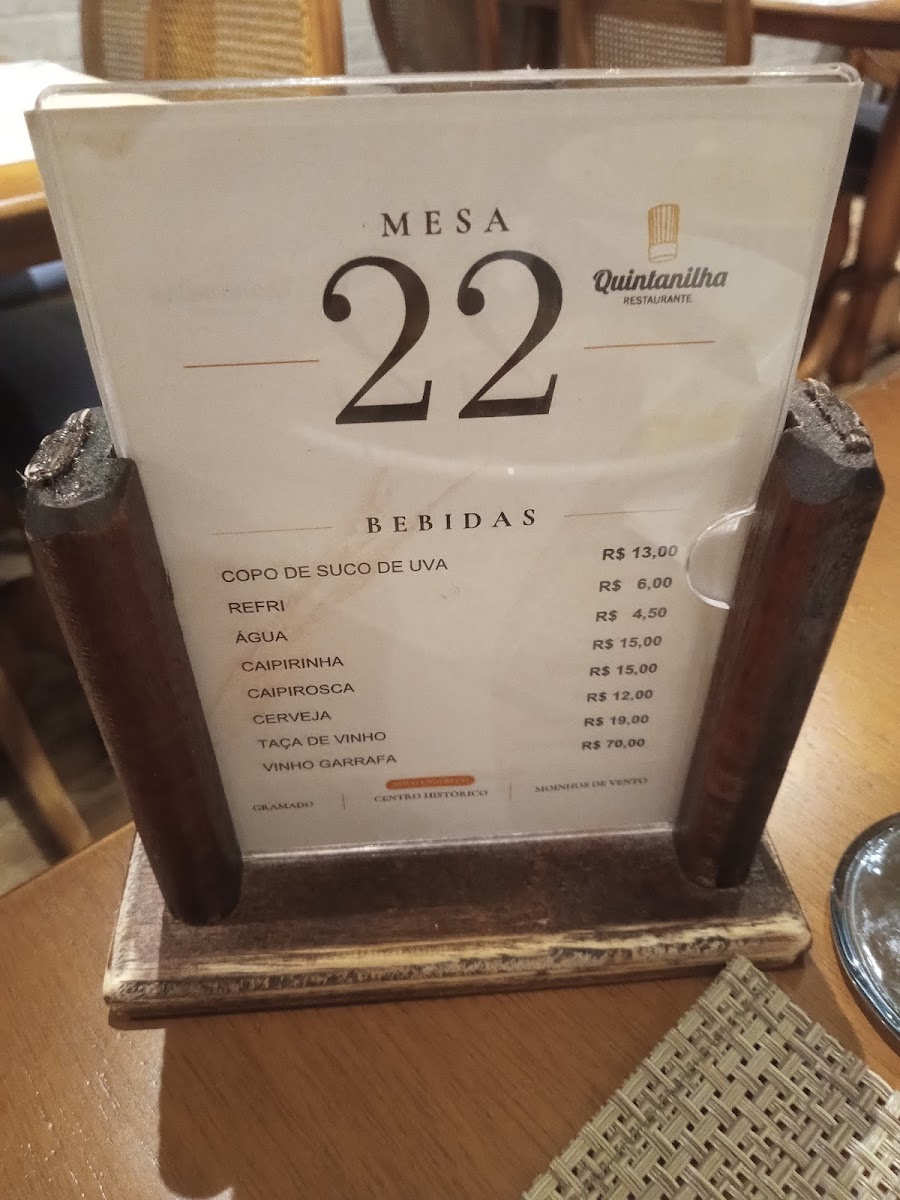 MESA
22
Quintanilha
RESTAURANTE
BEBIDAS
COPO DE SUCO DE UVA R$ 13,00
REFRI R$ 6,00
ÁGUA R$ 4,50
CAIPIRINHA R$ 15,00
CAIPIROSCA R$ 15,00
CERVEJA R$ 12,00
TAÇA DE VINHO R$ 19,00
VINHO GARRAFA R$ 70,00
GRAMADO | CENTRO HISTÓRICO | MOINHOS DE VENTO